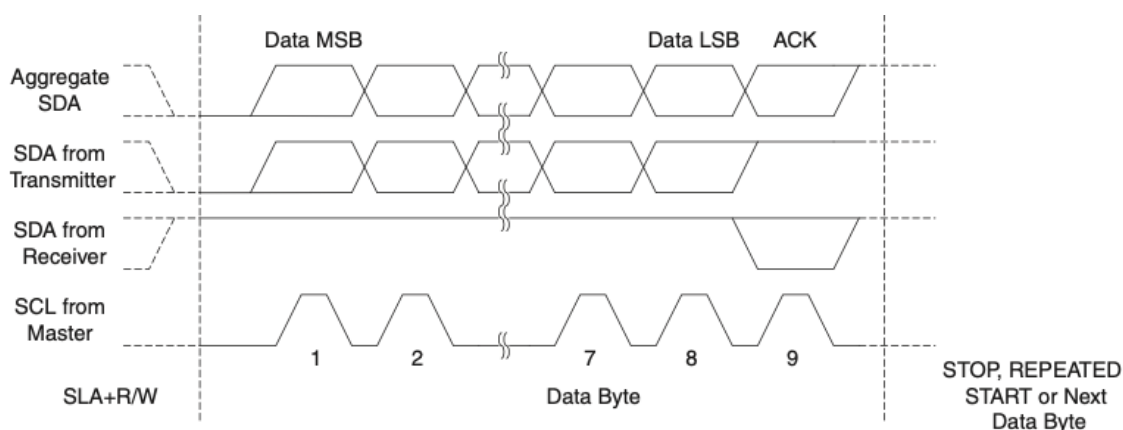 Data MSB
Data LSB
ACK
Aggregate
SDA
SDA from
Transmitter
SDA from
Receiver
SCL from
Master
1
2
7
8
9
SLA+R/W
Data Byte
STOP, REPEATED
START or Next
Data Byte